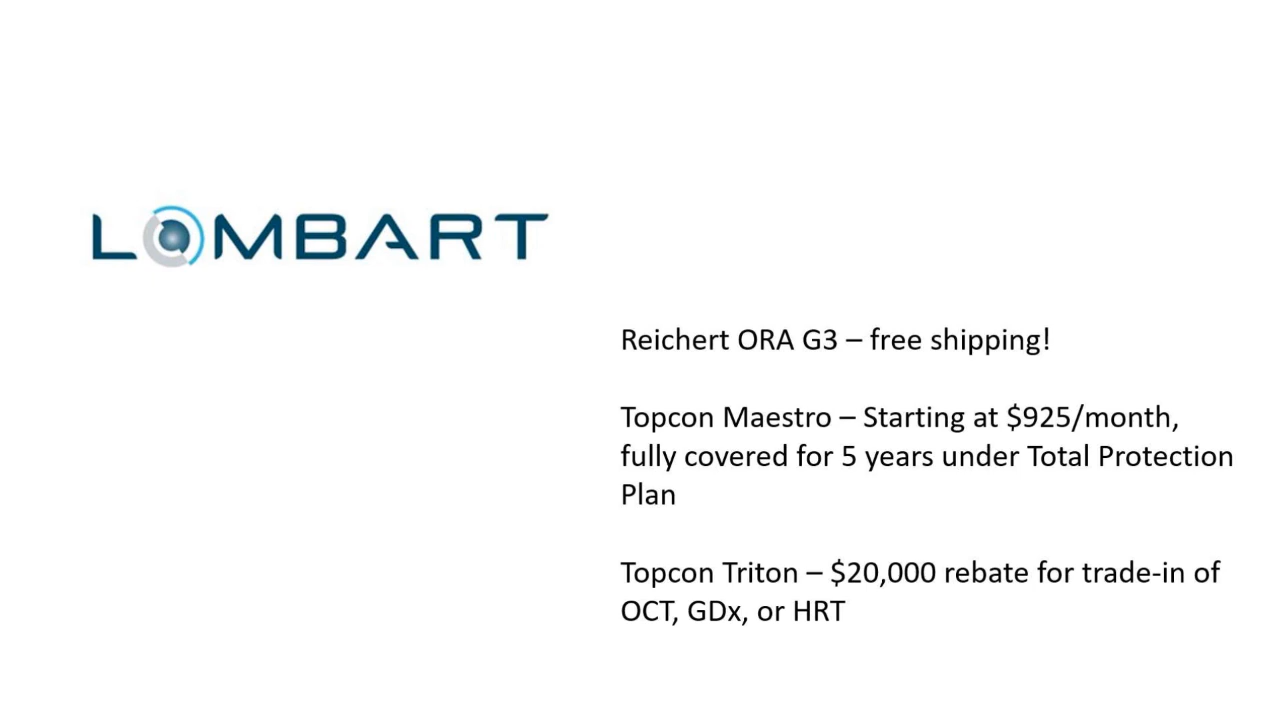 LOMBART
Reichert ORA G3 – free shipping!
Topcon Maestro – Starting at $925/month,
fully covered for 5 years under Total Protection
Plan
Topcon Triton – $20,000 rebate for trade-in of
OCT, GDx, or HRT